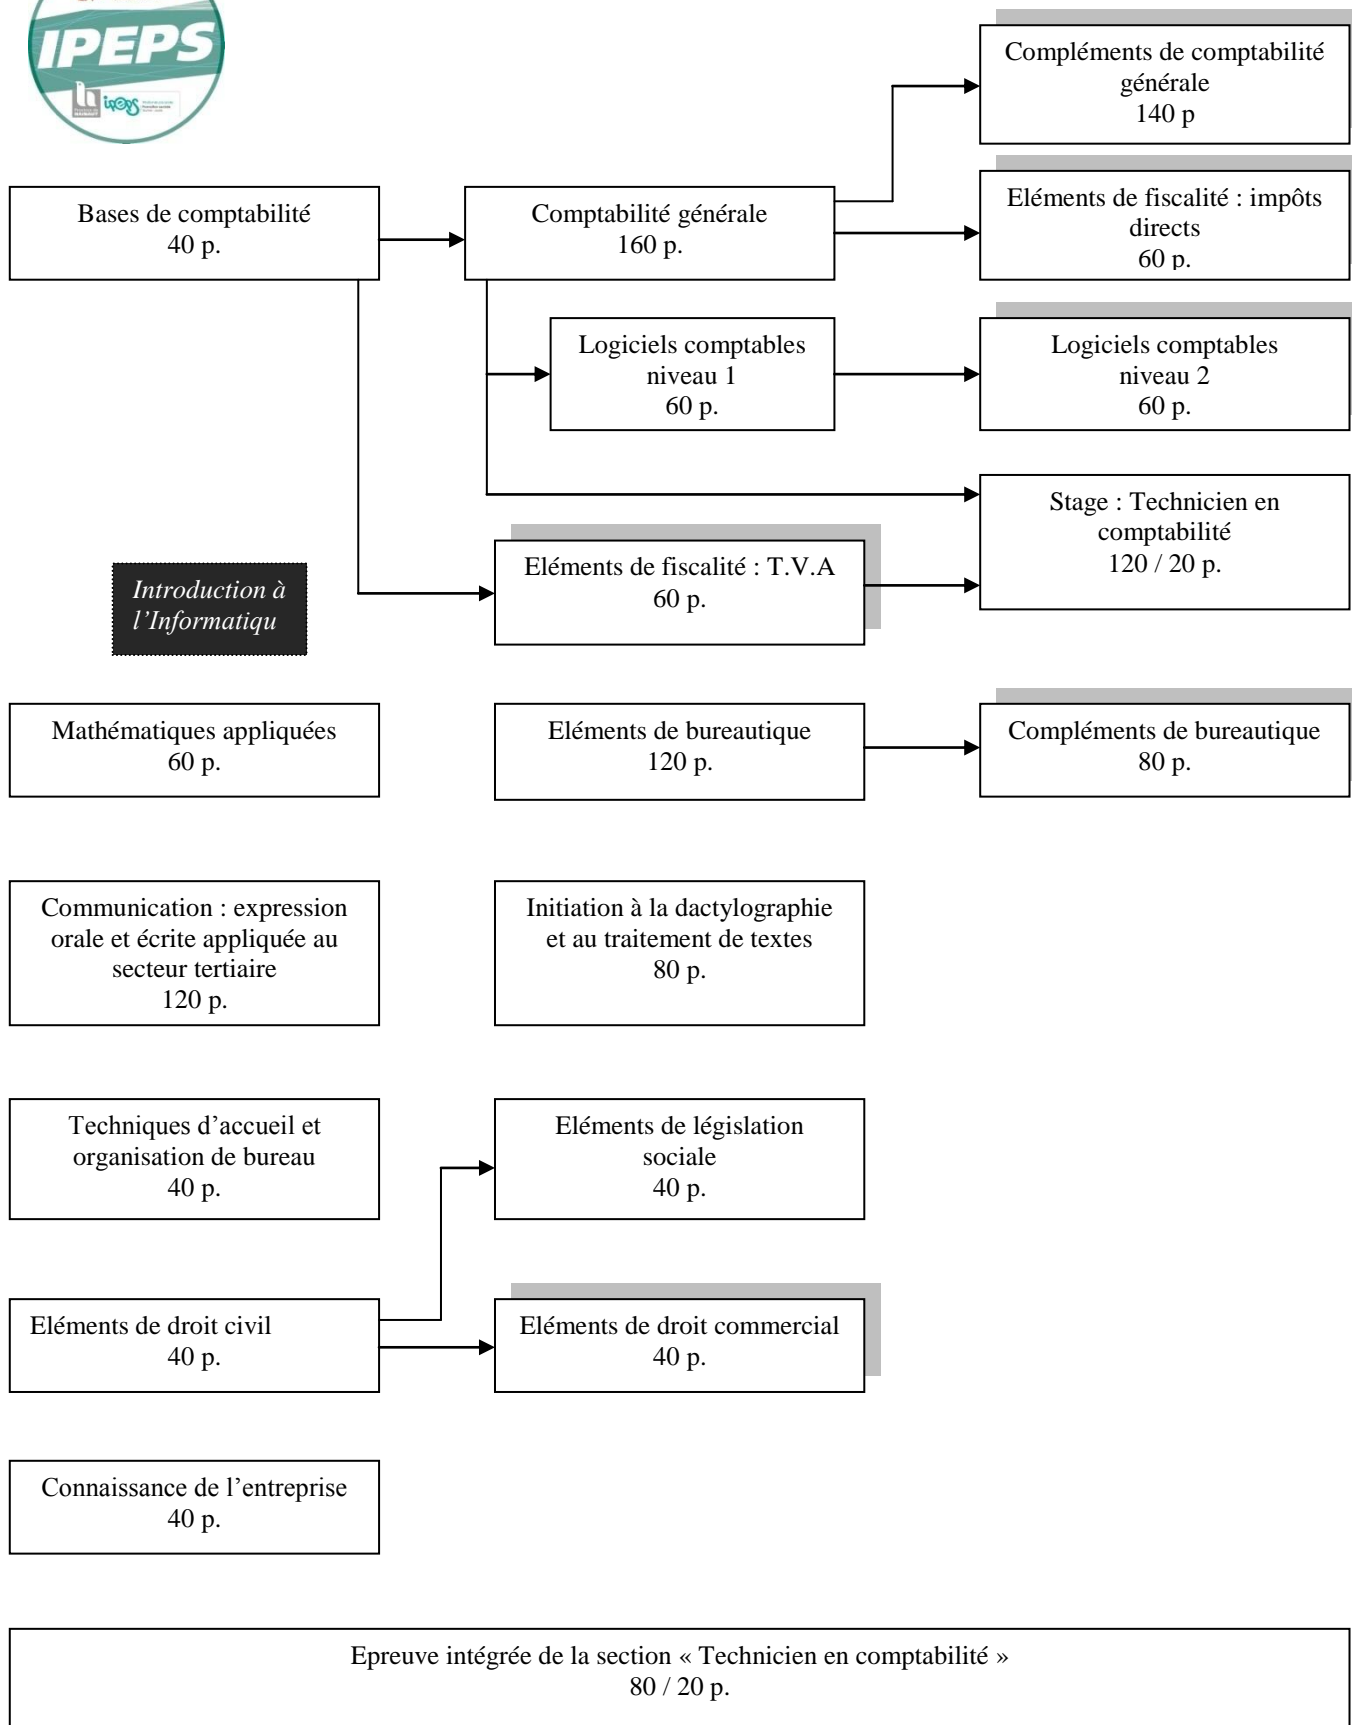 IPEPS
ipeps
Compléments de comptabilité
générale
140 p
Bases de comptabilité
40 p.
Comptabilité générale
160 p.
Eléments de fiscalité : impôts
directs
60 p.
Logiciels comptables
niveau 1
60 p.
Logiciels comptables
niveau 2
60 p.
Stage : Technicien en
comptabilité
120 / 20 p.
Eléments de fiscalité : T.V.A
60 p.
Introduction à
l’Informatiqu
Mathématiques appliquées
60 p.
Eléments de bureautique
120 p.
Compléments de bureautique
80 p.
Communication : expression
orale et écrite appliquée au
secteur tertiaire
120 p.
Initiation à la dactylographie
et au traitement de textes
80 p.
Techniques d’accueil et
organisation de bureau
40 p.
Eléments de législation
sociale
40 p.
Eléments de droit civil
40 p.
Eléments de droit commercial
40 p.
Connaissance de l’entreprise
40 p.
Epreuve intégrée de la section « Technicien en comptabilité »
80 / 20 p.